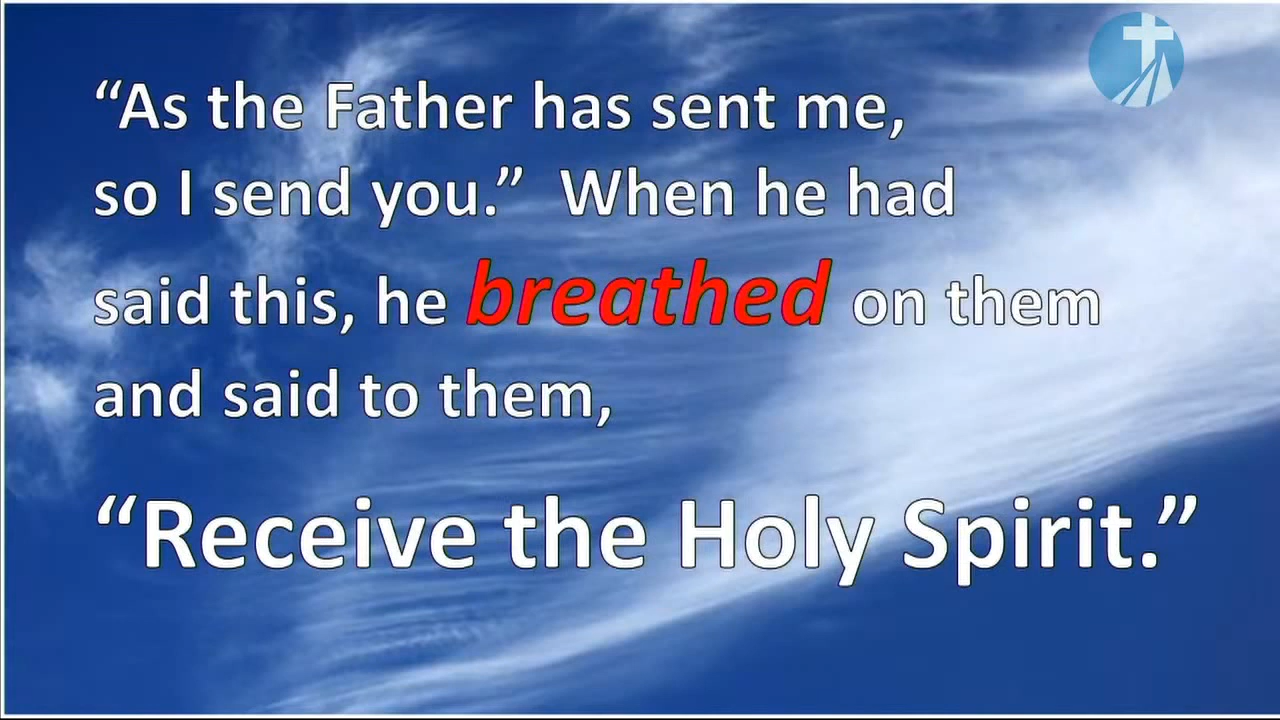 “As the Father has sent me,
so I send you.”  When he had
said this, he breathed on them
and said to them,
“Receive the Holy Spirit.”